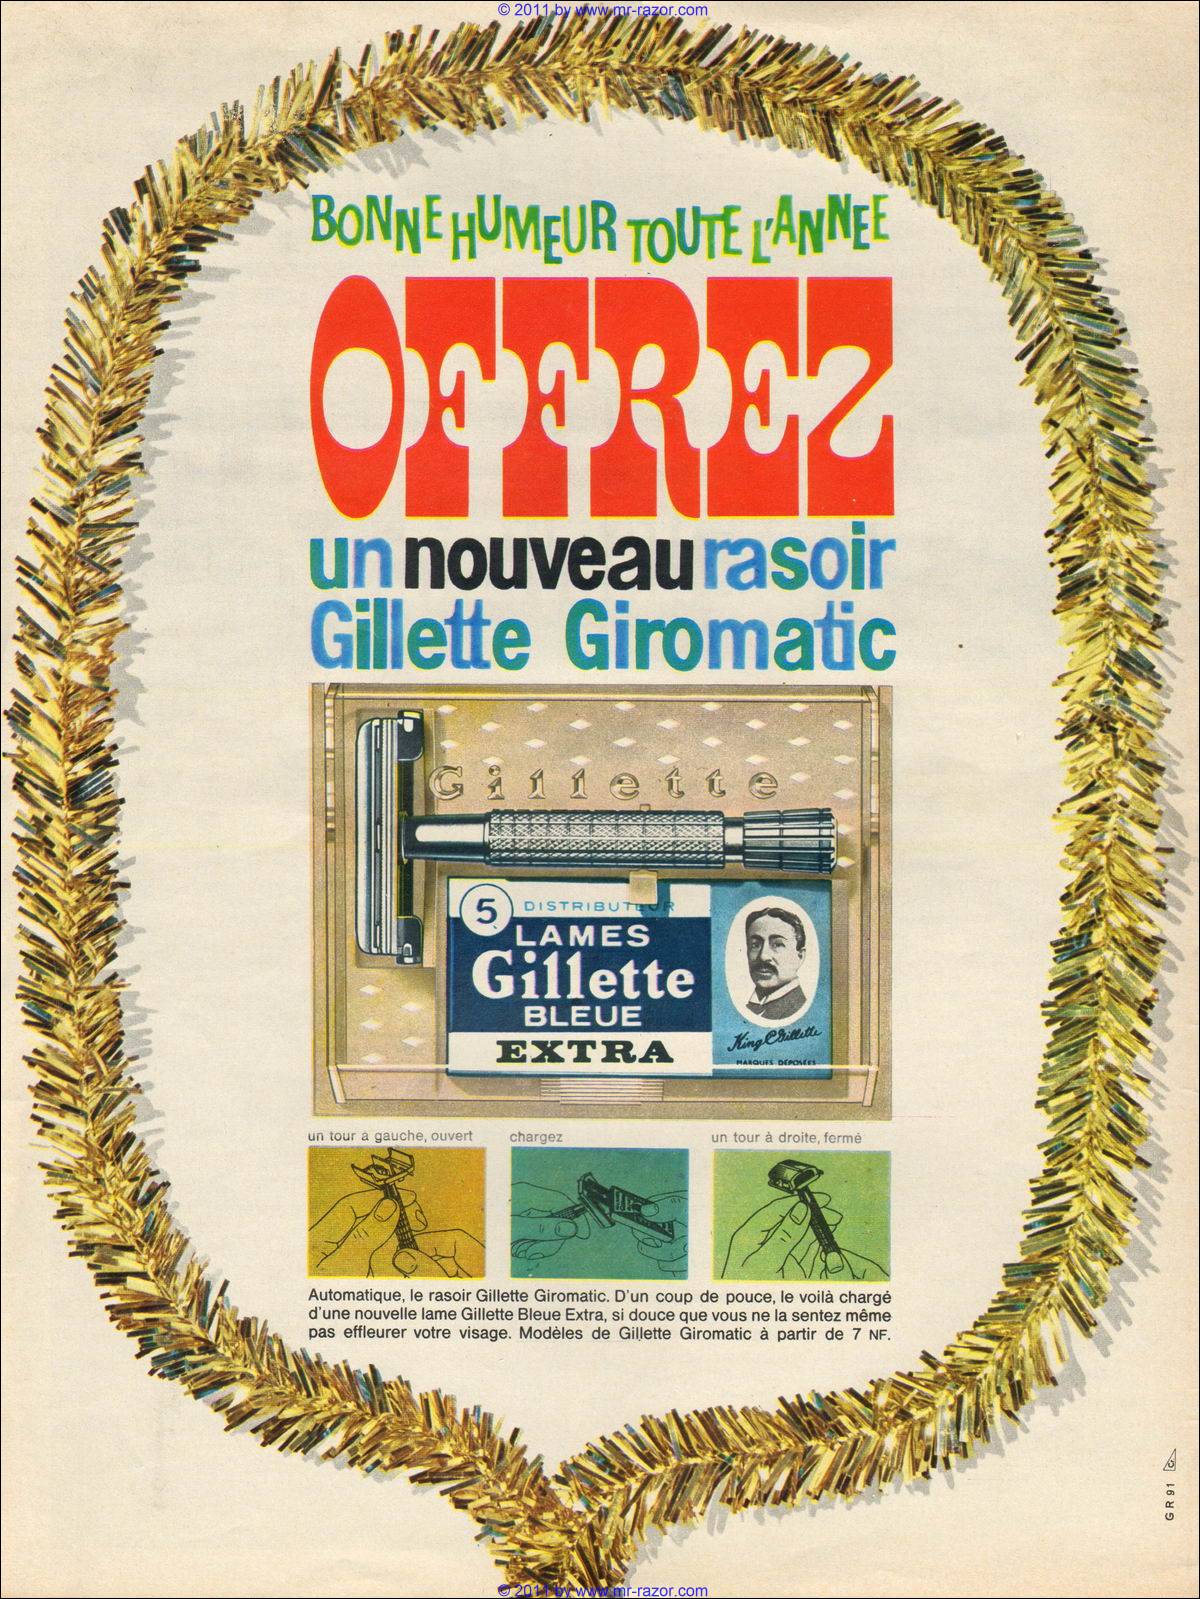 © 2011 by www.mr-razor.com
BONNE HUMEUR TOUTE L'ANNEE
OFFREZ
un nouveau rasoir
Gillette Giromatic
Gillette
5 DISTRIBUTEUR
LAMES
Gillette
BLEUE
EXTRA
King C Gillette
MARQUES DÉPOSÉES
un tour à gauche, ouvert
chargez
un tour à droite, fermé
Automatique, le rasoir Gillette Giromatic. D'un coup de pouce, le voilà chargé
d'une nouvelle lame Gillette Bleue Extra, si douce que vous ne la sentez même
pas effleurer votre visage. Modèles de Gillette Giromatic à partir de 7 NF.
GR 91
© 2011 by www.mr-razor.com